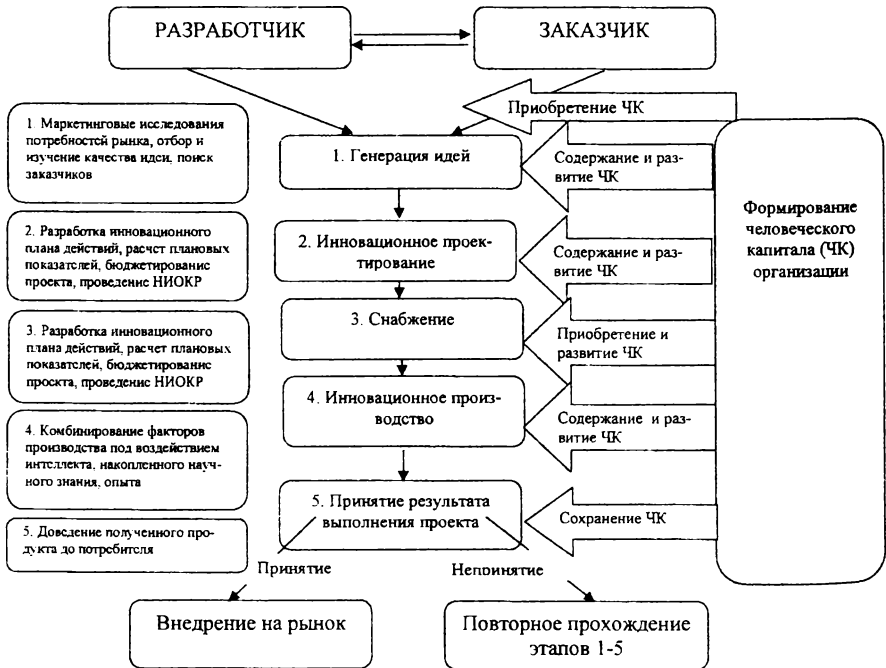 РАЗРАБОТЧИК
ЗАКАЗЧИК
Приобретение ЧК
1. Маркетинговые исследования
потребностей рынка, отбор и
изучение качества идеи, поиск
заказчиков
1. Генерация идей
Содержание и раз-
витие ЧК
Формирование
человеческого
капитала (ЧК)
организации
2. Разработка инновационного
плана действий, расчет плановых
показателей, бюджетирование
проекта, проведение НИОКР
2. Инновационное проек-
тирование
Содержание и раз-
витие ЧК
3. Разработка инновационного
плана действий, расчет плановых
показателей, бюджетирование
проекта, проведение НИОКР
3. Снабжение
Приобретение и
развитие ЧК
4. Комбинирование факторов
производства под воздействием
интеллекта, накопленного науч-
ного знания, опыта
4. Инновационное произ-
водство
Содержание и раз-
витие ЧК
5. Доведение полученного про-
дукта до потребителя
5. Принятие результата
выполнения проекта
Сохранение ЧК
Принятие
Непринятие
Внедрение на рынок
Повторное прохождение
этапов 1-5